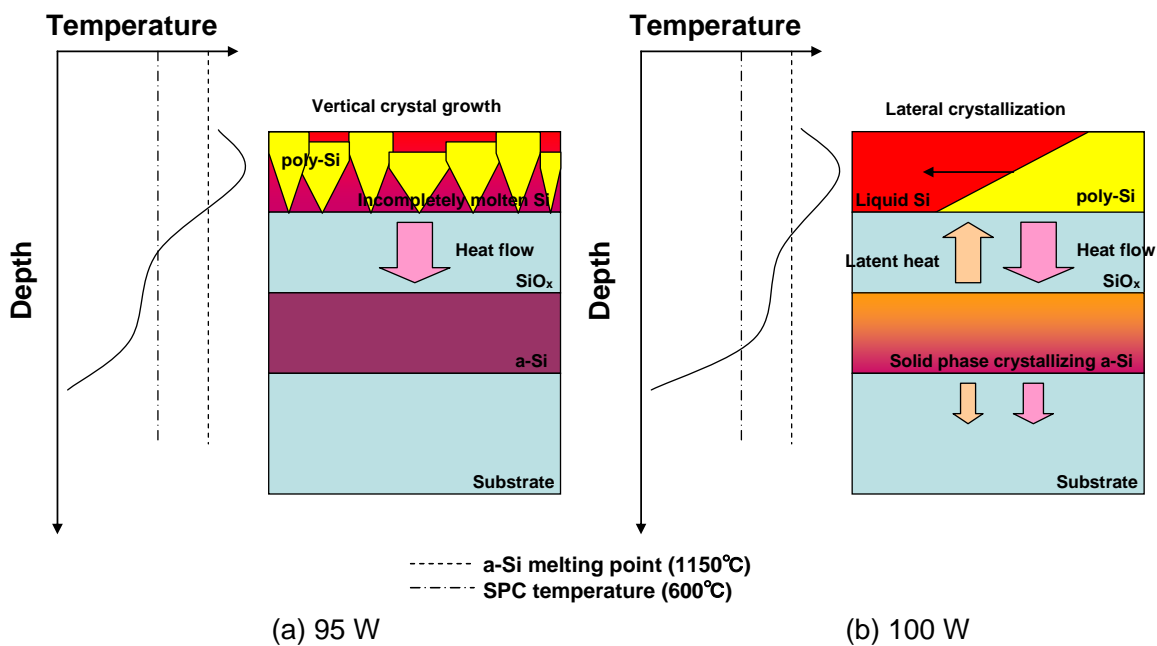 Temperature
Depth
Vertical crystal growth
poly-Si
Incompletely molten Si
Heat flow
SiOₓ
a-Si
Substrate
Temperature
Depth
Lateral crystallization
Liquid Si
poly-Si
Latent heat
Heat flow
SiOₓ
Solid phase crystallizing a-Si
Substrate
a-Si melting point (1150℃)
SPC temperature (600℃)
(a) 95 W
(b) 100 W